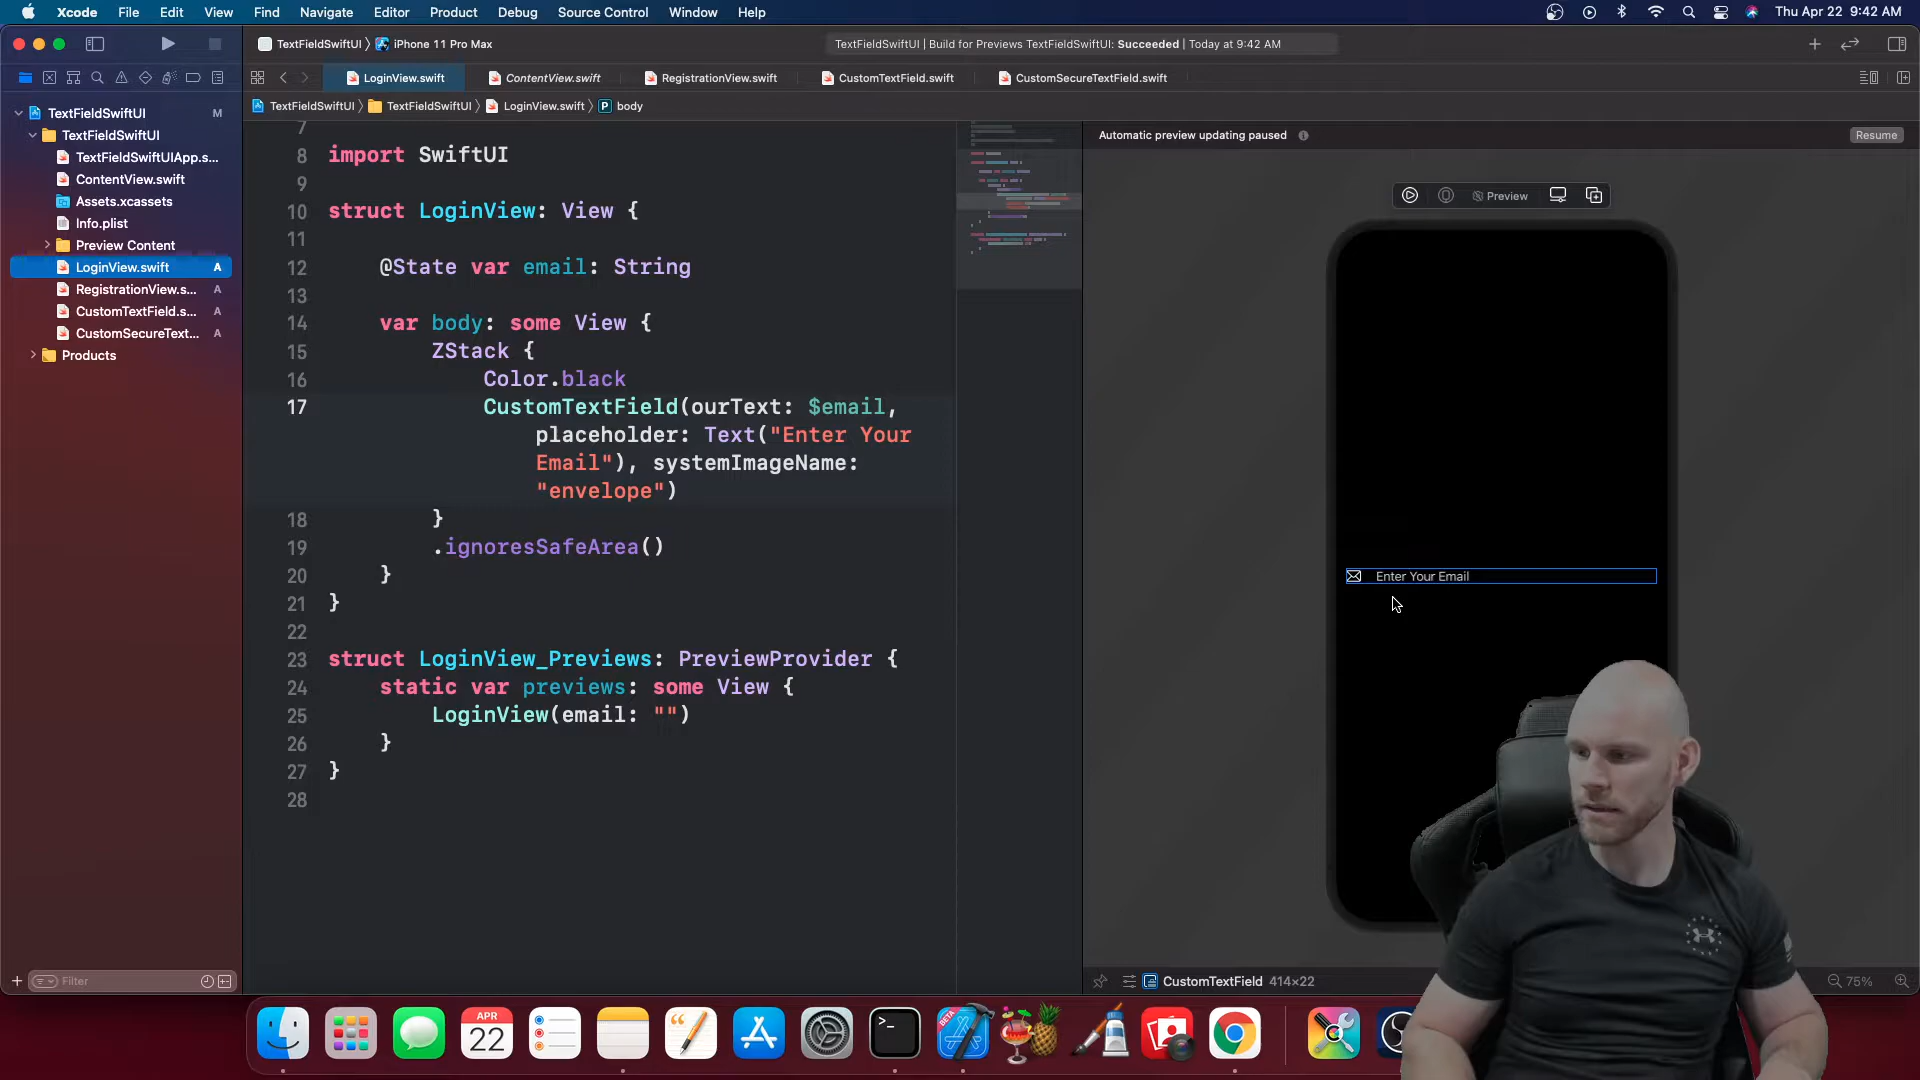 Xcode File Edit View Find Navigate Editor Product Debug Source Control Window Help Thu Apr 22 9:42 AM
TextFieldSwiftUI iPhone 11 Pro Max TextFieldSwiftUI | Build for Previews TextFieldSwiftUI: Succeeded | Today at 9:42 AM
LoginView.swift ContentView.swift RegistrationView.swift CustomTextField.swift CustomSecureTextField.swift
TextFieldSwiftUI TextFieldSwiftUI LoginView.swift P body
TextFieldSwiftUI M
TextFieldSwiftUI
TextFieldSwiftUIApp.s...
ContentView.swift
Assets.xcassets
Info.plist
Preview Content
LoginView.swift A
RegistrationView.s... A
CustomTextField.s... A
CustomSecureText... A
Products
Filter
7
8 import SwiftUI
9
10 struct LoginView: View {
11
12 @State var email: String
13
14 var body: some View {
15 ZStack {
16 Color.black
17 CustomTextField(ourText: $email,
placeholder: Text("Enter Your
Email"), systemImageName:
"envelope")
18 }
19 .ignoresSafeArea()
20 }
21 }
22
23 struct LoginView_Previews: PreviewProvider {
24 static var previews: some View {
25 LoginView(email: "")
26 }
27 }
28
Automatic preview updating paused Resume
Preview
Enter Your Email
CustomTextField 414×22 75%
APR
22
BETA